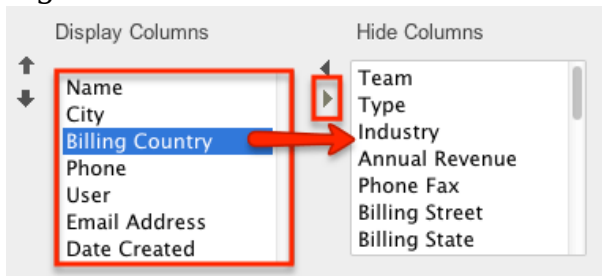 Display Columns
Hide Columns
Name
City
Billing Country
Phone
User
Email Address
Date Created
Team
Type
Industry
Annual Revenue
Phone Fax
Billing Street
Billing State